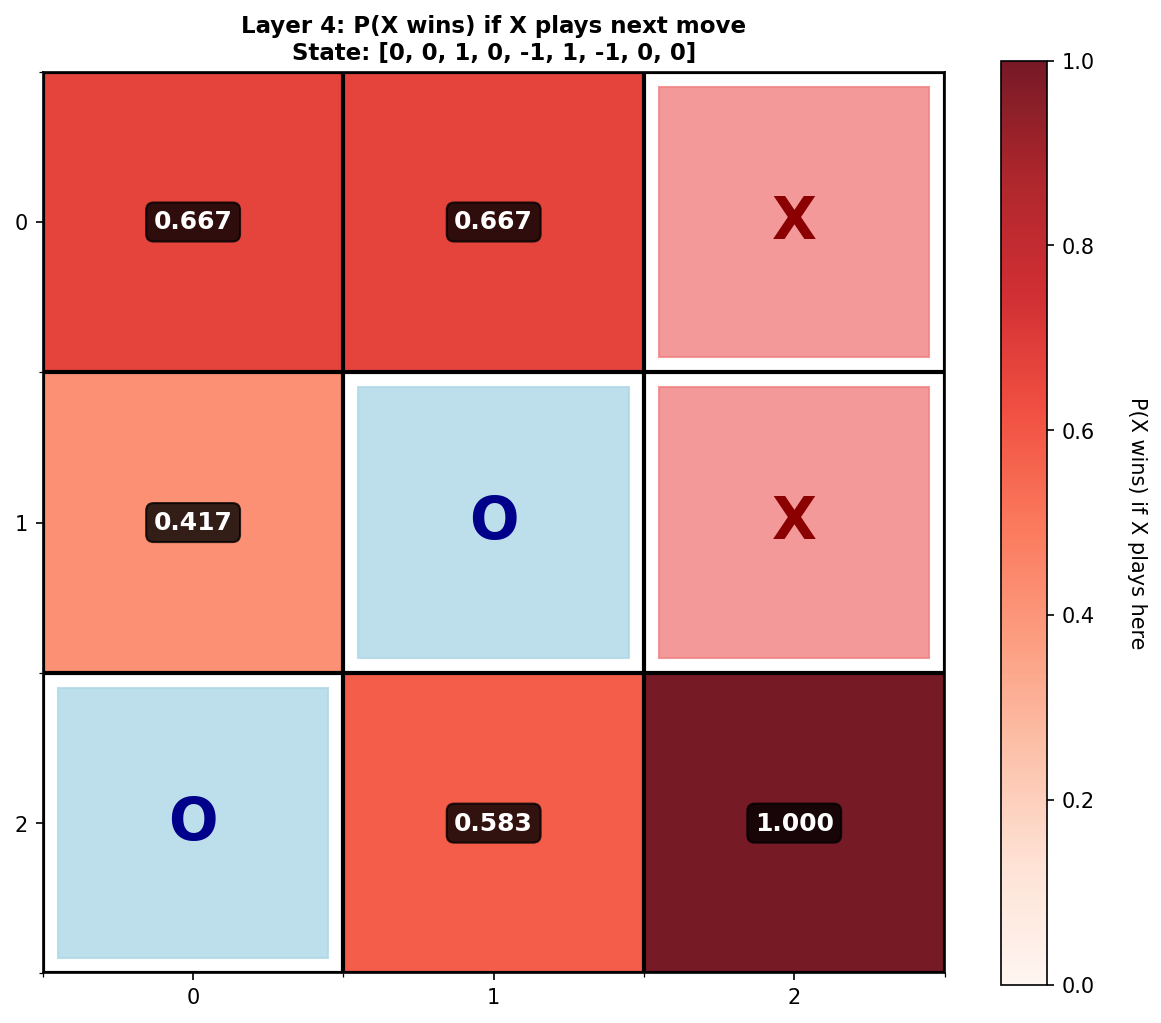 Layer 4: P(X wins) if X plays next move
State: [0, 0, 1, 0, -1, 1, -1, 0, 0]
0 0.667 0.667 X
1 0.417 O X
2 O 0.583 1.000
0 1 2
1.0
0.8
0.6
0.4
0.2
0.0
P(X wins) if X plays here